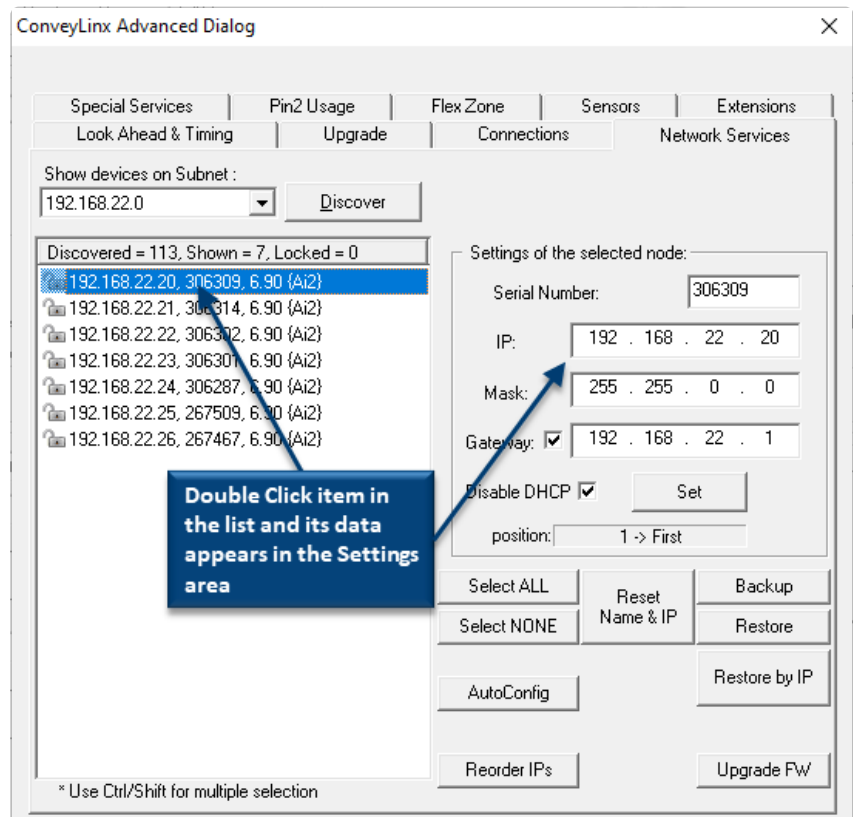 ConveyLinx Advanced Dialog
Special Services
Pin2 Usage
Flex Zone
Sensors
Extensions
Look Ahead & Timing
Upgrade
Connections
Network Services
Show devices on Subnet :
192.168.22.0
Discover
Discovered = 113, Shown = 7, Locked = 0
192.168.22.20, 306309, 6.90 {Ai2}
192.168.22.21, 306314, 6.90 {Ai2}
192.168.22.22, 306302, 6.90 {Ai2}
192.168.22.23, 306301, 6.90 {Ai2}
192.168.22.24, 306287, 6.90 {Ai2}
192.168.22.25, 267509, 6.90 {Ai2}
192.168.22.26, 267467, 6.90 {Ai2}
* Use Ctrl/Shift for multiple selection
Double Click item in
the list and its data
appears in the Settings
area
Settings of the selected node:
Serial Number: 306309
IP: 192 . 168 . 22 . 20
Mask: 255 . 255 . 0 . 0
Gateway: 192 . 168 . 22 . 1
Disable DHCP
Set
position: 1 -> First
Select ALL
Select NONE
Reset
Name & IP
Backup
Restore
Restore by IP
AutoConfig
Reorder IPs
Upgrade FW